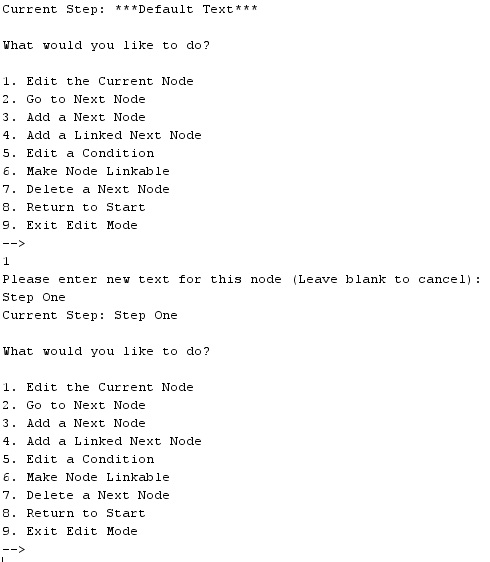 Current Step: ***Default Text***
What would you like to do?
1. Edit the Current Node
2. Go to Next Node
3. Add a Next Node
4. Add a Linked Next Node
5. Edit a Condition
6. Make Node Linkable
7. Delete a Next Node
8. Return to Start
9. Exit Edit Mode
-->
1
Please enter new text for this node (Leave blank to cancel):
Step One
Current Step: Step One
What would you like to do?
1. Edit the Current Node
2. Go to Next Node
3. Add a Next Node
4. Add a Linked Next Node
5. Edit a Condition
6. Make Node Linkable
7. Delete a Next Node
8. Return to Start
9. Exit Edit Mode
-->